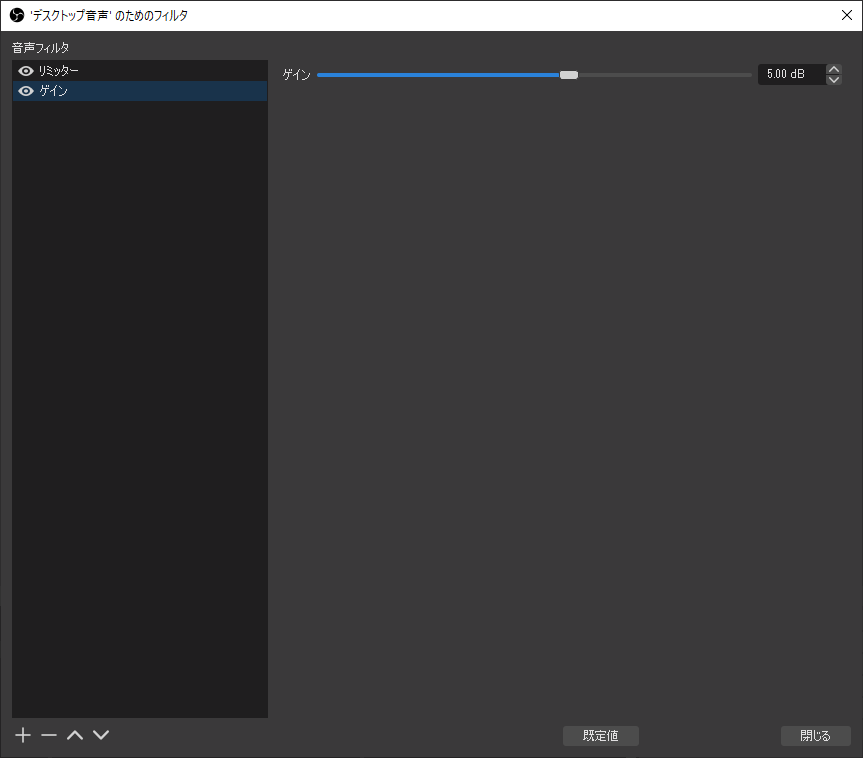 'デスクトップ音声' のためのフィルタ
音声フィルタ
リミッター
ゲイン
ゲイン 5.00 dB
既定値 閉じる